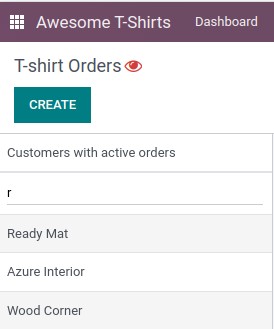 Awesome T-Shirts Dashboard
T-shirt Orders
CREATE
Customers with active orders
r
Ready Mat
Azure Interior
Wood Corner